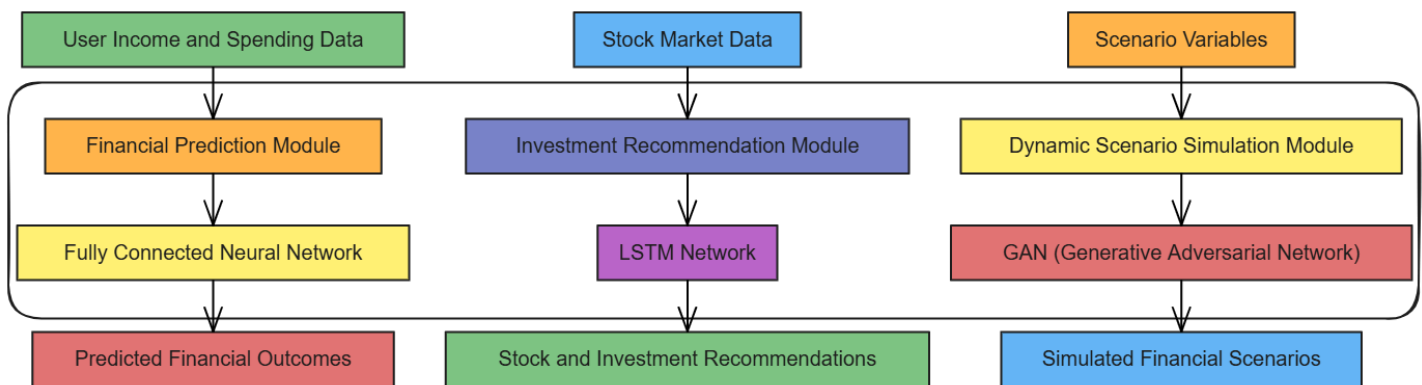 User Income and Spending Data
Stock Market Data
Scenario Variables
Financial Prediction Module
Investment Recommendation Module
Dynamic Scenario Simulation Module
Fully Connected Neural Network
LSTM Network
GAN (Generative Adversarial Network)
Predicted Financial Outcomes
Stock and Investment Recommendations
Simulated Financial Scenarios